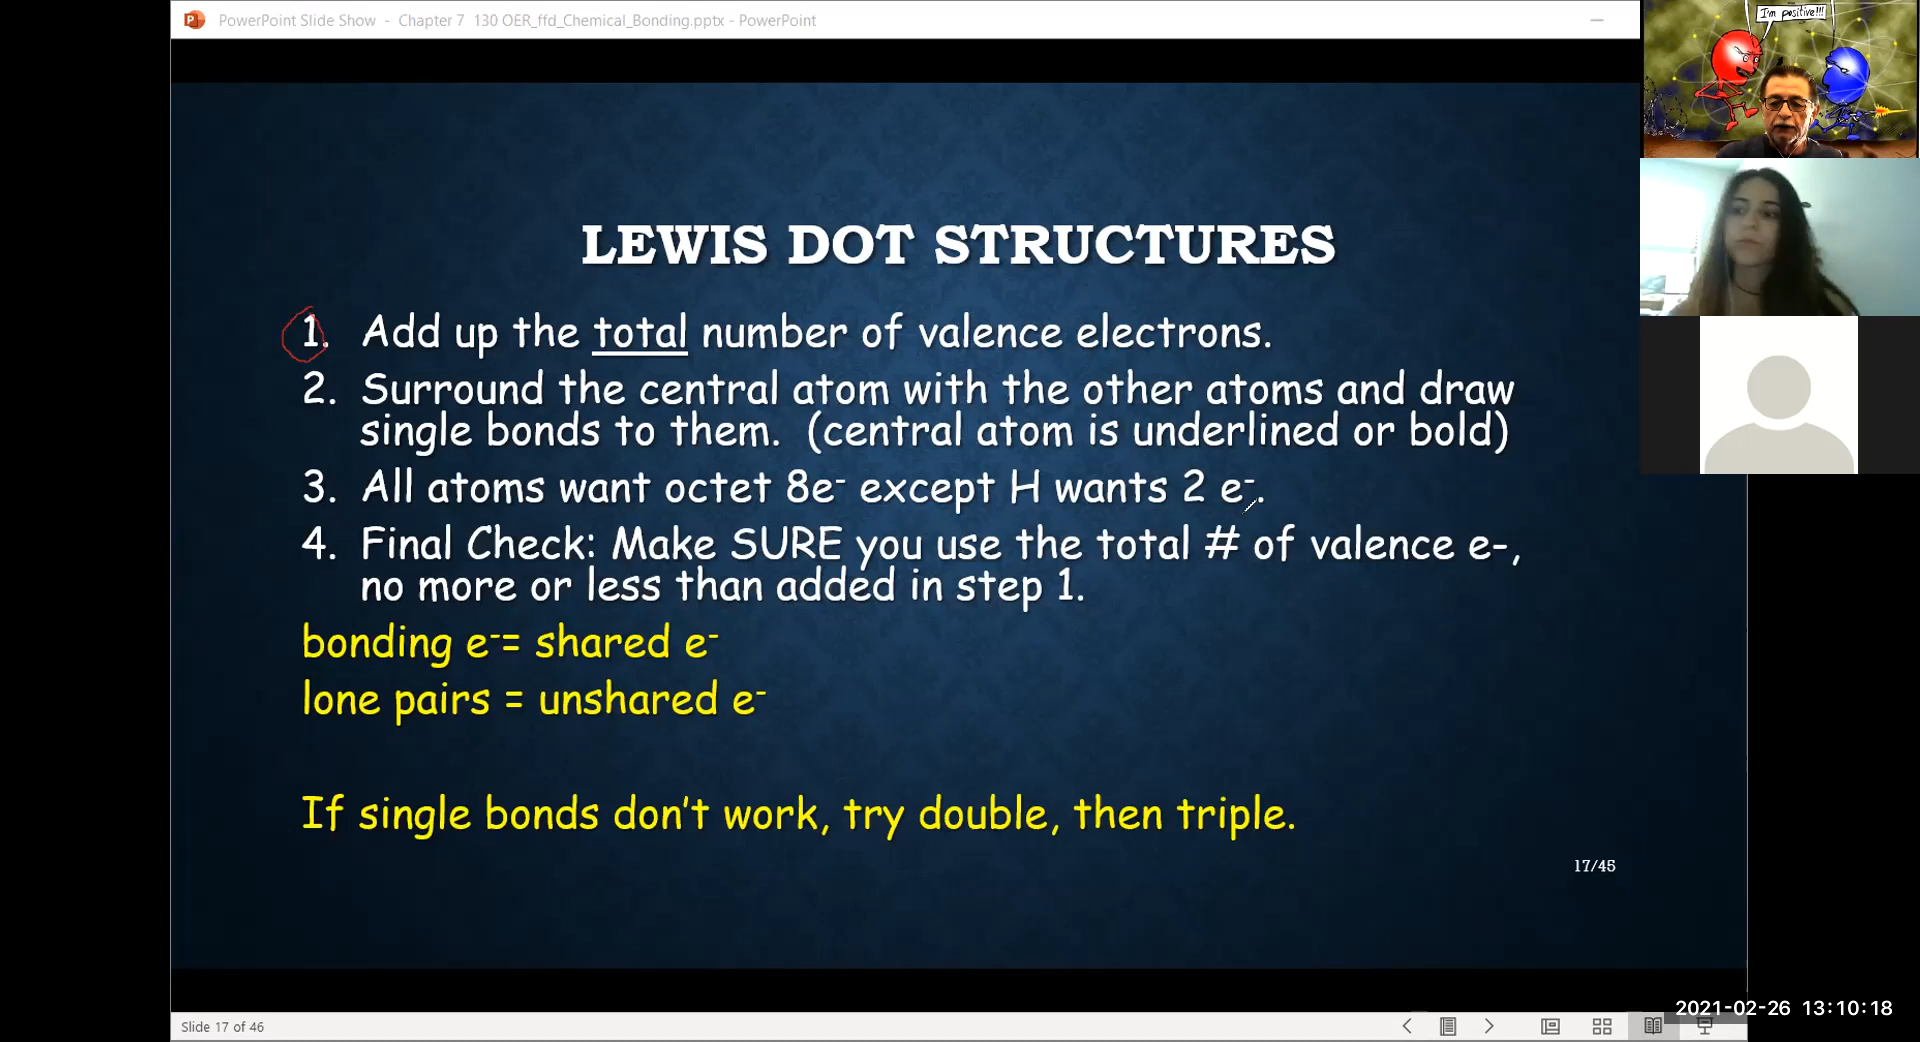 PowerPoint Slide Show - Chapter 7 130 OER_ffd_Chemical_Bonding.pptx - PowerPoint
I'm positive!!!
LEWIS DOT STRUCTURES
1. Add up the total number of valence electrons.
2. Surround the central atom with the other atoms and draw
single bonds to them. (central atom is underlined or bold)
3. All atoms want octet 8e⁻ except H wants 2 e⁻.
4. Final Check: Make SURE you use the total # of valence e-,
no more or less than added in step 1.
bonding e⁻= shared e⁻
lone pairs = unshared e⁻
If single bonds don't work, try double, then triple.
17/45
2021-02-26 13:10:18
Slide 17 of 46